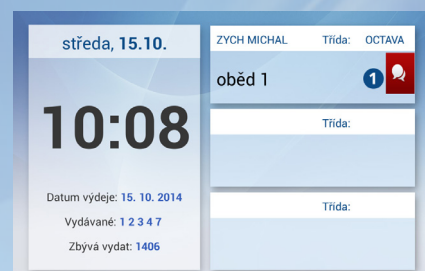 středa, 15.10.
10:08
Datum výdeje: 15. 10. 2014
Vydávané: 1 2 3 4 7
Zbývá vydat: 1406
ZYCH MICHAL Třída: OCTAVA
oběd 1 1
Třída:
Třída: